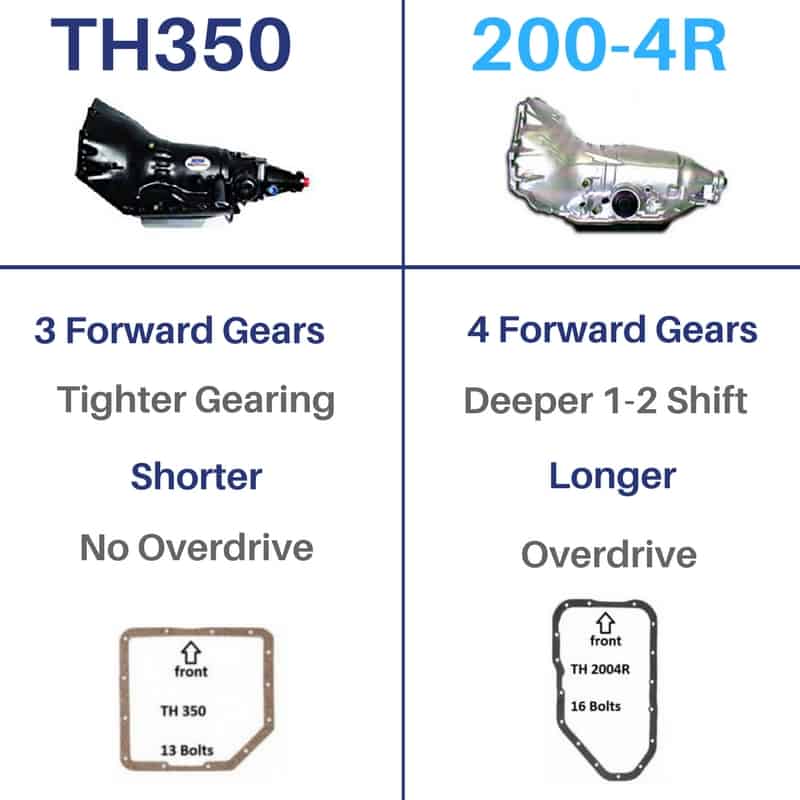 TH350
200-4R
3 Forward Gears
Tighter Gearing
Shorter
No Overdrive
front
TH 350
13 Bolts
4 Forward Gears
Deeper 1-2 Shift
Longer
Overdrive
front
TH 2004R
16 Bolts